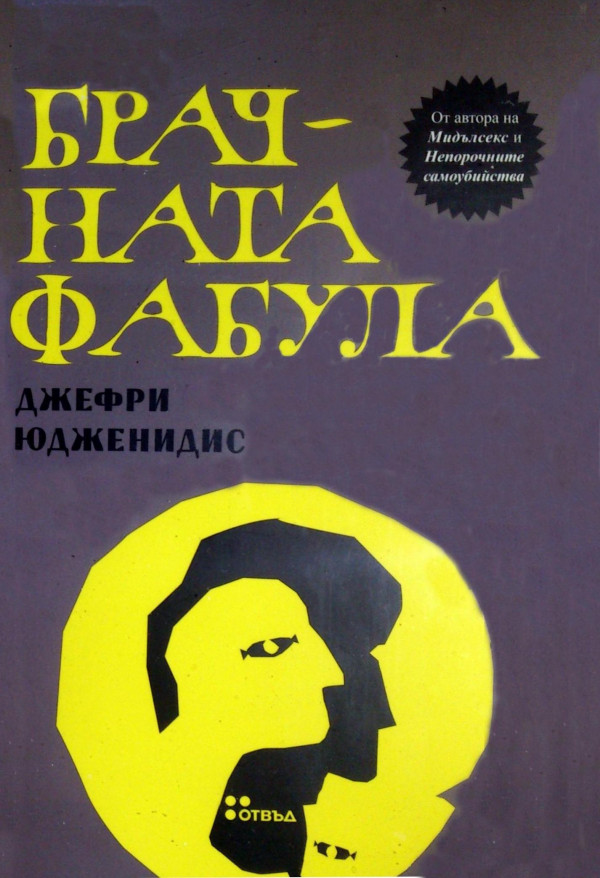 БРАЧ-
НАТА
ФАБУЛА
От автора на
Мидълсекс и
Непорочните
самоубийства
ДЖЕФРИ
ЮДЖЕНИДИС
ОТВЪД